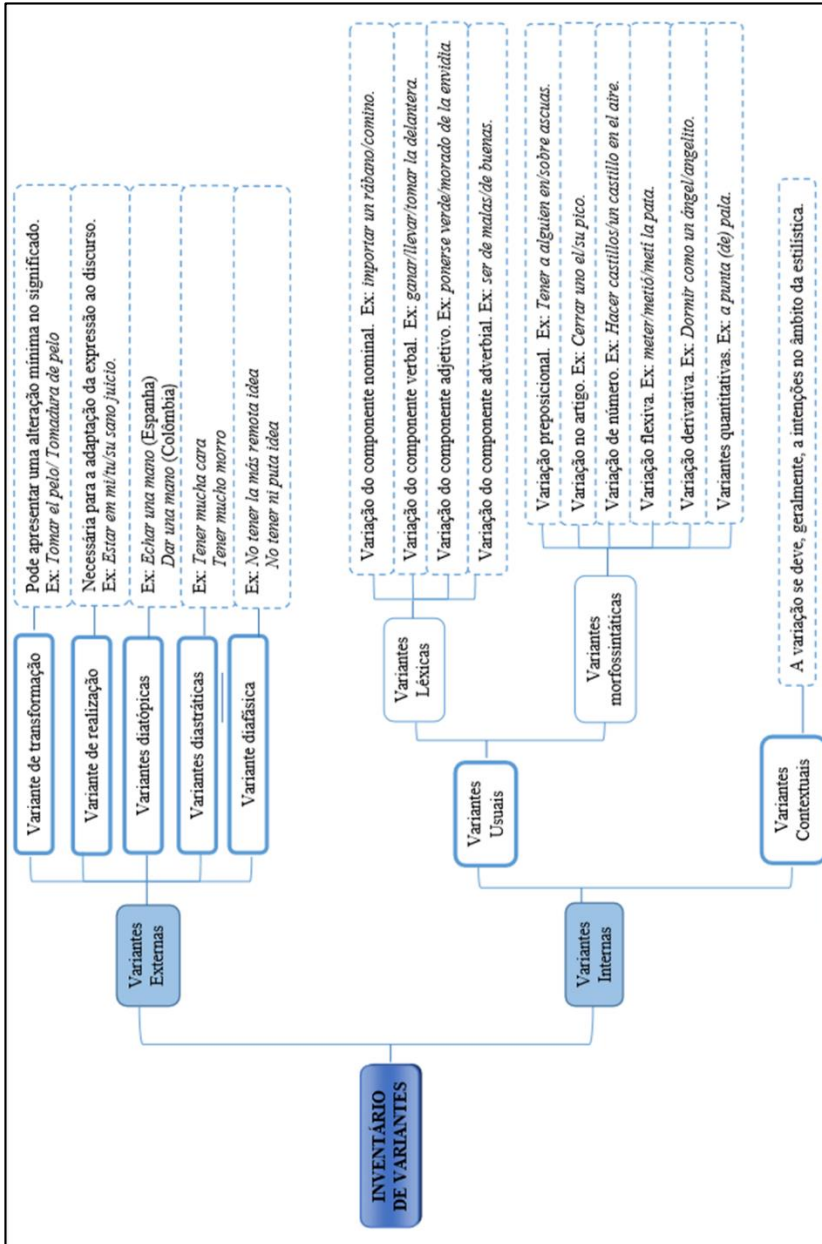 INVENTÁRIO
DE VARIANTES
Variantes
Externas
Variante de transformação
Pode apresentar uma alteração mínima no significado.
Ex: Tomar el pelo/ Tomadura de pelo
Variante de realização
Necessária para a adaptação da expressão ao discurso.
Ex: Estar em mi/tu/su sano juicio.
Variantes diatópicas
Ex: Echar una mano (Espanha)
Dar una mano (Colômbia)
Variantes diastráticas
Ex: Tener mucha cara
Tener mucho morro
Variante diafásica
Ex: No tener la más remota idea
No tener ni puta idea
Variantes
Internas
Variantes
Usuais
Variantes
Léxicas
Variação do componente nominal. Ex: importar un rábano/comino.
Variação do componente verbal. Ex: ganar/llevar/tomar la delantera.
Variação do componente adjetivo. Ex: ponerse verde/morado de la envidia.
Variação do componente adverbial. Ex: ser de malas/de buenas.
Variantes
morfossintáticas
Variação preposicional. Ex: Tener a alguien en/sobre ascuas.
Variação no artigo. Ex: Cerrar uno el/su pico.
Variação de número. Ex: Hacer castillos/un castillo en el aire.
Variação flexiva. Ex: meter/metió/metí la pata.
Variação derivativa. Ex: Dormir como un ángel/angelito.
Variantes quantitativas. Ex: a punta (de) pala.
Variantes
Contextuais
A variação se deve, geralmente, a intenções no âmbito da estilística.